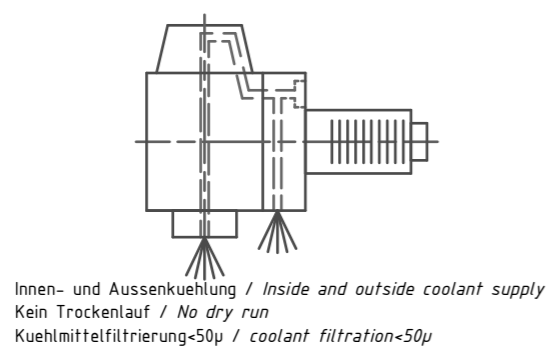 Innen- und Aussenkuehlung / Inside and outside coolant supply
Kein Trockenlauf / No dry run
Kuehlmittelfiltrierung<50µ / coolant filtration<50µ